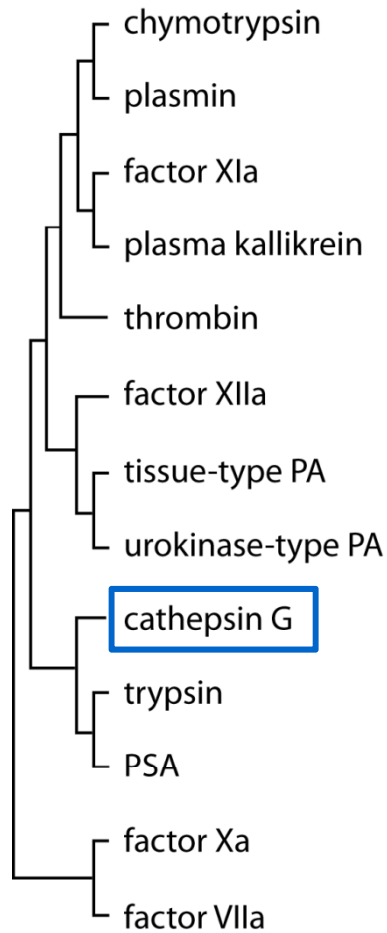 chymotrypsin
plasmin
factor XIa
plasma kallikrein
thrombin
factor XIIa
tissue-type PA
urokinase-type PA
cathepsin G
trypsin
PSA
factor Xa
factor VIIa